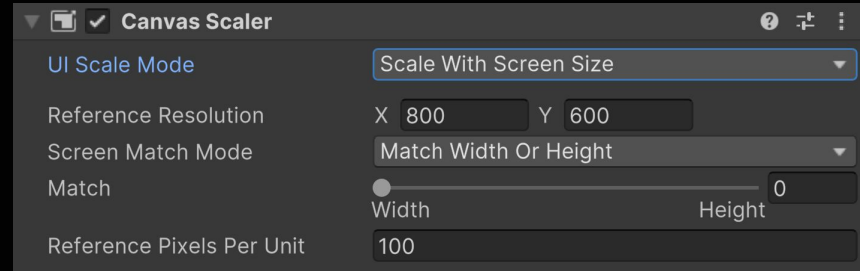 Canvas Scaler
UI Scale Mode Scale With Screen Size
Reference Resolution X 800 Y 600
Screen Match Mode Match Width Or Height
Match 0
Width Height
Reference Pixels Per Unit 100